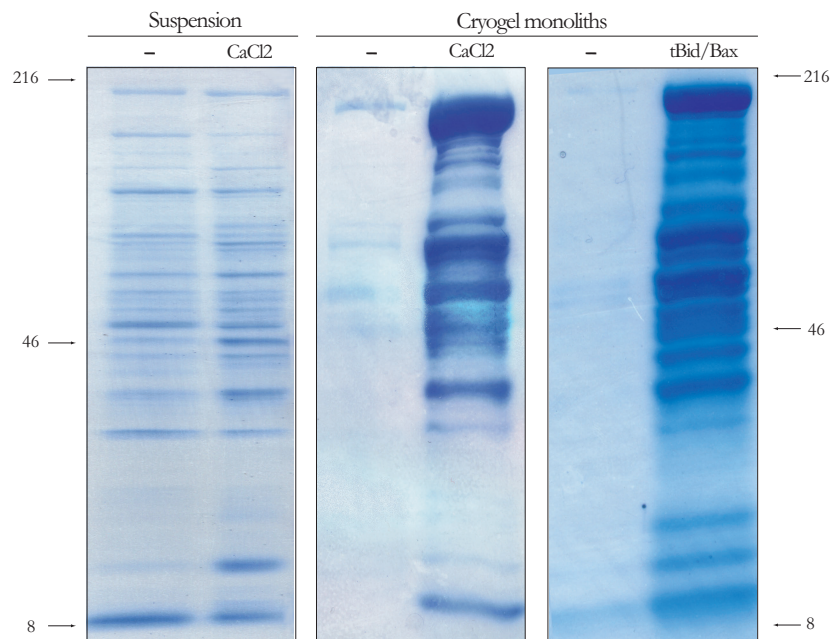 Suspension Cryogel monoliths
– CaCl2 – CaCl2 – tBid/Bax
216 216
46 46
8 8